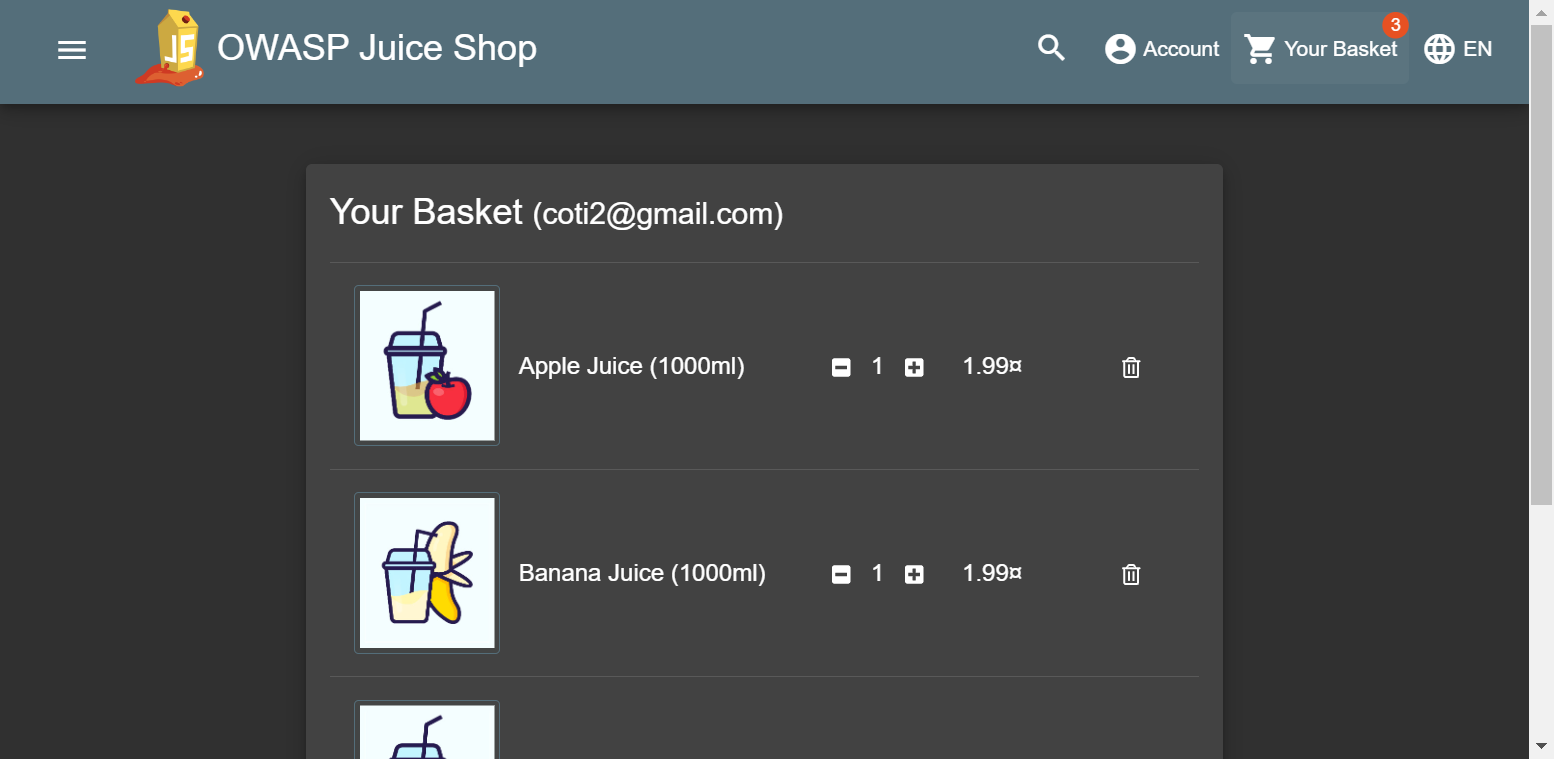 JS
OWASP Juice Shop
Account
Your Basket
3
EN
Your Basket (coti2@gmail.com)
Apple Juice (1000ml) 1 1.99¤
Banana Juice (1000ml) 1 1.99¤